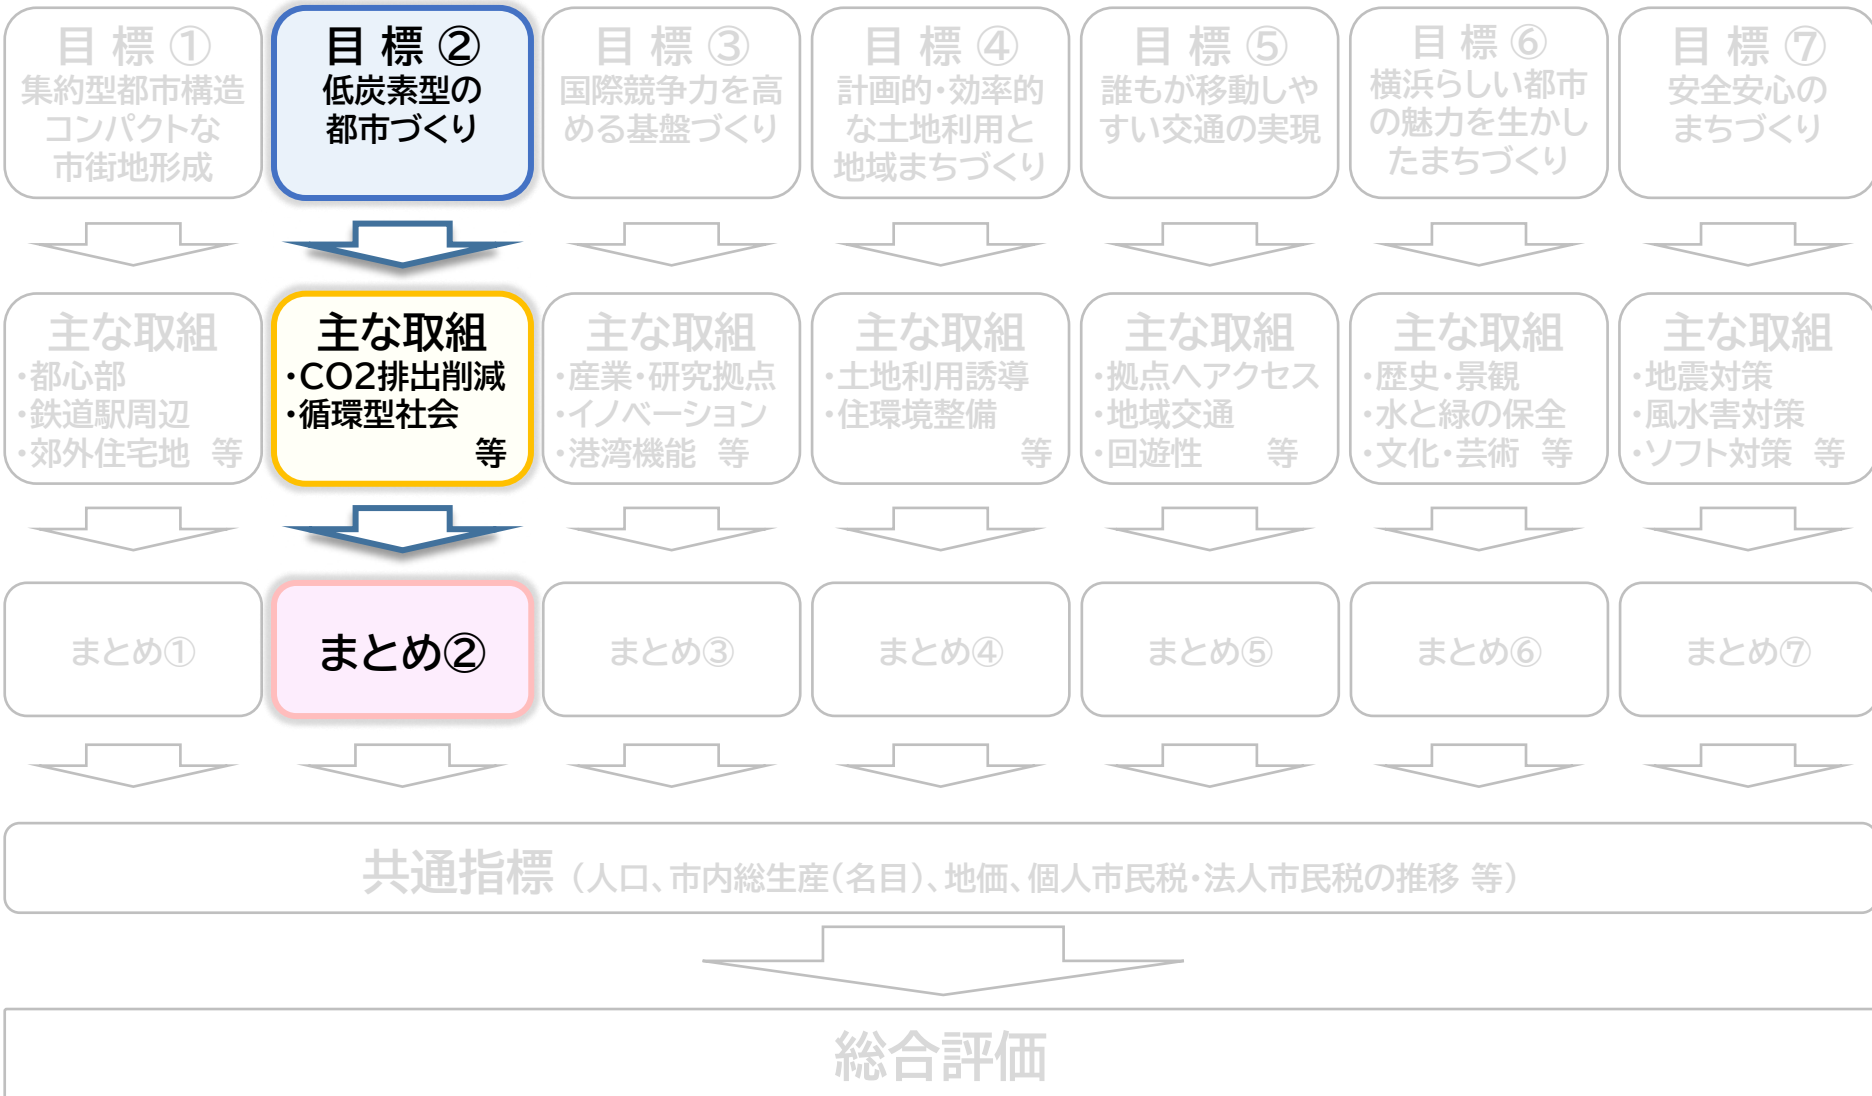 目 標 ①
集約型都市構造
コンパクトな
市街地形成
目 標 ②
低炭素型の
都市づくり
目 標 ③
国際競争力を高
める基盤づくり
目 標 ④
計画的・効率的
な土地利用と
地域まちづくり
目 標 ⑤
誰もが移動しや
すい交通の実現
目 標 ⑥
横浜らしい都市
の魅力を生かし
たまちづくり
目 標 ⑦
安全安心の
まちづくり
主な取組
・都心部
・鉄道駅周辺
・郊外住宅地 等
主な取組
・CO2排出削減
・循環型社会
等
主な取組
・産業・研究拠点
・イノベーション
・港湾機能 等
主な取組
・土地利用誘導
・住環境整備
等
主な取組
・拠点へアクセス
・地域交通
・回遊性 等
主な取組
・歴史・景観
・水と緑の保全
・文化・芸術 等
主な取組
・地震対策
・風水害対策
・ソフト対策 等
まとめ①
まとめ②
まとめ③
まとめ④
まとめ⑤
まとめ⑥
まとめ⑦
共通指標（人口、市内総生産（名目）、地価、個人市民税・法人市民税の推移 等）
総合評価